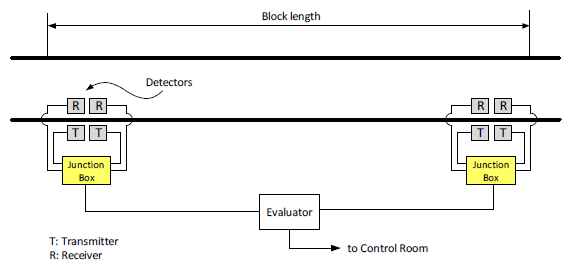 Block length
Detectors
R R
R R
T T
T T
Junction
Box
Junction
Box
Evaluator
to Control Room
T: Transmitter
R: Receiver